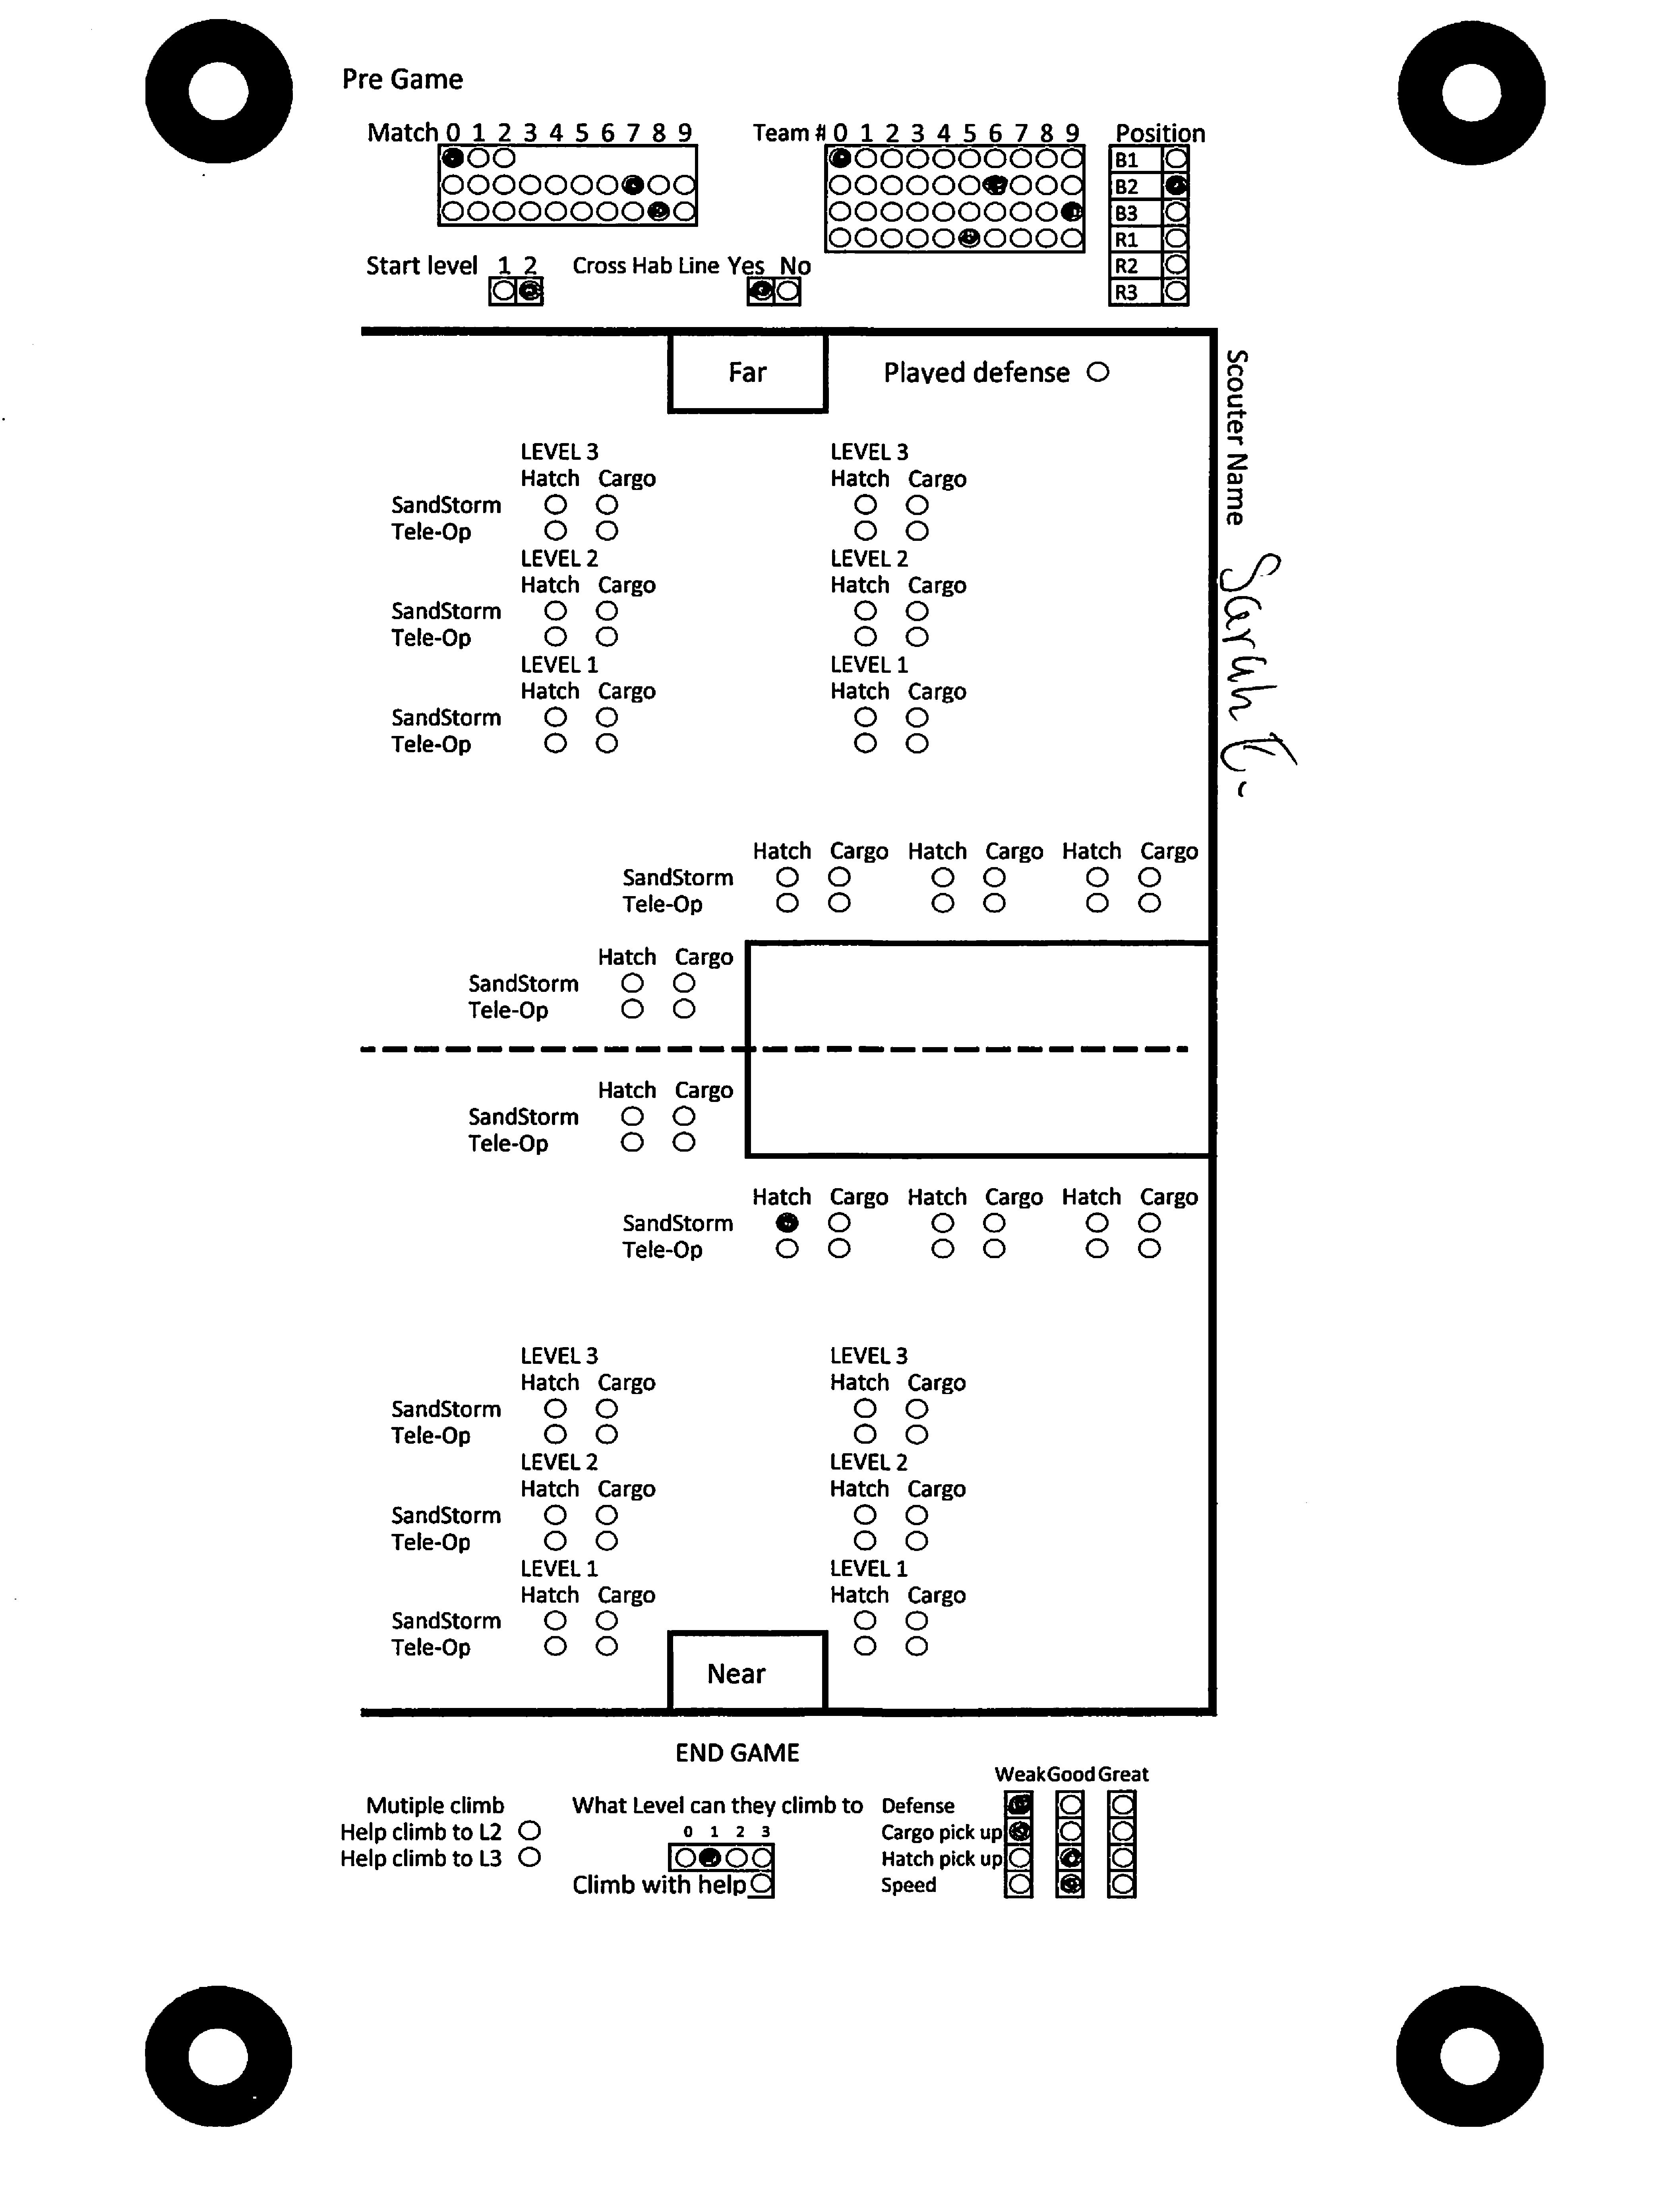 Pre Game
Match 0 1 2 3 4 5 6 7 8 9
Team # 0 1 2 3 4 5 6 7 8 9
Position
B1
B2
B3
R1
R2
R3
Start level 1 2
Cross Hab Line Yes No
Far
Plaved defense
Scouter Name
Sarah T.
LEVEL 3 LEVEL 3
Hatch Cargo Hatch Cargo
SandStorm
Tele-Op
LEVEL 2 LEVEL 2
Hatch Cargo Hatch Cargo
SandStorm
Tele-Op
LEVEL 1 LEVEL 1
Hatch Cargo Hatch Cargo
SandStorm
Tele-Op
Hatch Cargo Hatch Cargo Hatch Cargo
SandStorm
Tele-Op
Hatch Cargo
SandStorm
Tele-Op
Hatch Cargo
SandStorm
Tele-Op
Hatch Cargo Hatch Cargo Hatch Cargo
SandStorm
Tele-Op
LEVEL 3 LEVEL 3
Hatch Cargo Hatch Cargo
SandStorm
Tele-Op
LEVEL 2 LEVEL 2
Hatch Cargo Hatch Cargo
SandStorm
Tele-Op
LEVEL 1 LEVEL 1
Hatch Cargo Hatch Cargo
SandStorm
Tele-Op
Near
END GAME
Mutiple climb
Help climb to L2
Help climb to L3
What Level can they climb to
0 1 2 3
Climb with help
Weak Good Great
Defense
Cargo pick up
Hatch pick up
Speed